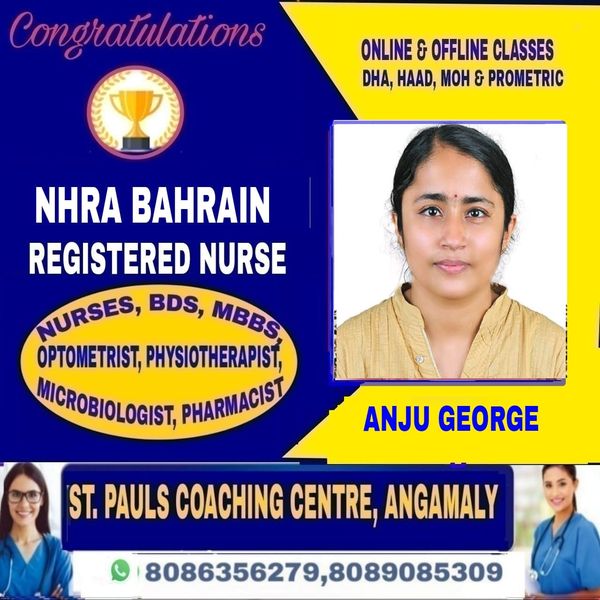 Congratulations
ONLINE & OFFLINE CLASSES
DHA, HAAD, MOH & PROMETRIC
NHRA BAHRAIN
REGISTERED NURSE
NURSES, BDS, MBBS,
OPTOMETRIST, PHYSIOTHERAPIST,
MICROBIOLOGIST, PHARMACIST
ANJU GEORGE
ST. PAULS COACHING CENTRE, ANGAMALY
8086356279,8089085309